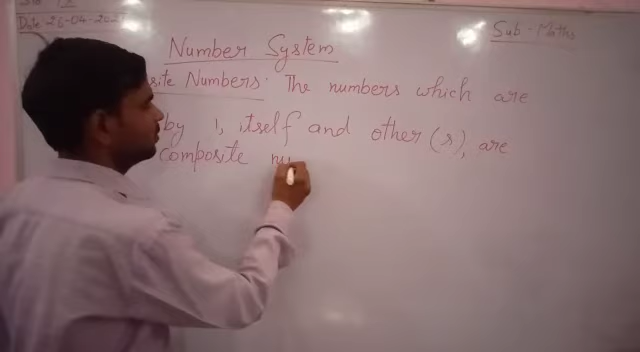 Sub - Maths
Date 26-04-202
Number System
site Numbers: The numbers which are
by 1, itself and other (s), are
composite nu